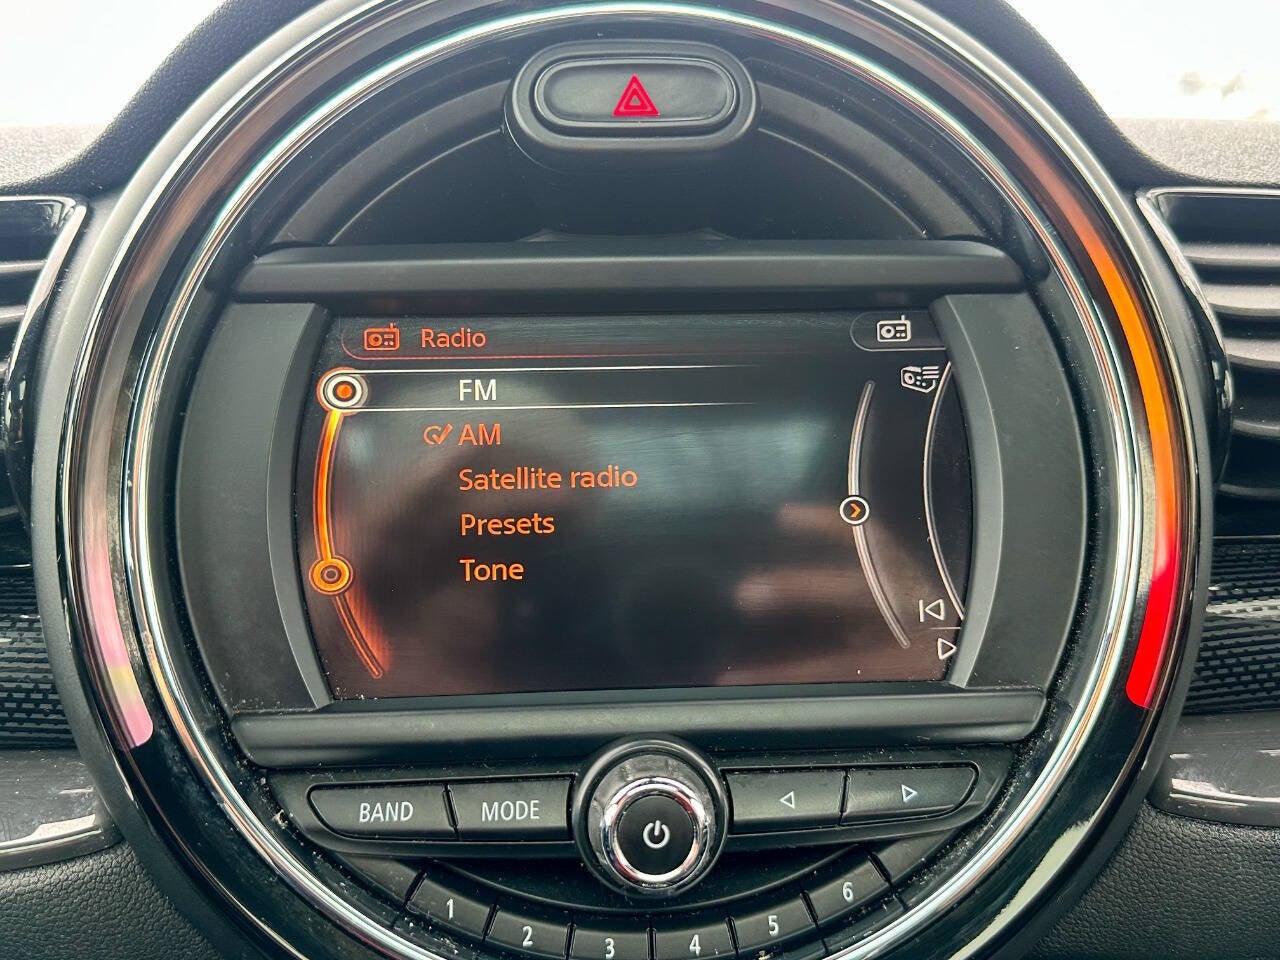 Radio
FM
AM
Satellite radio
Presets
Tone
BAND
MODE
1
2
3
4
5
6